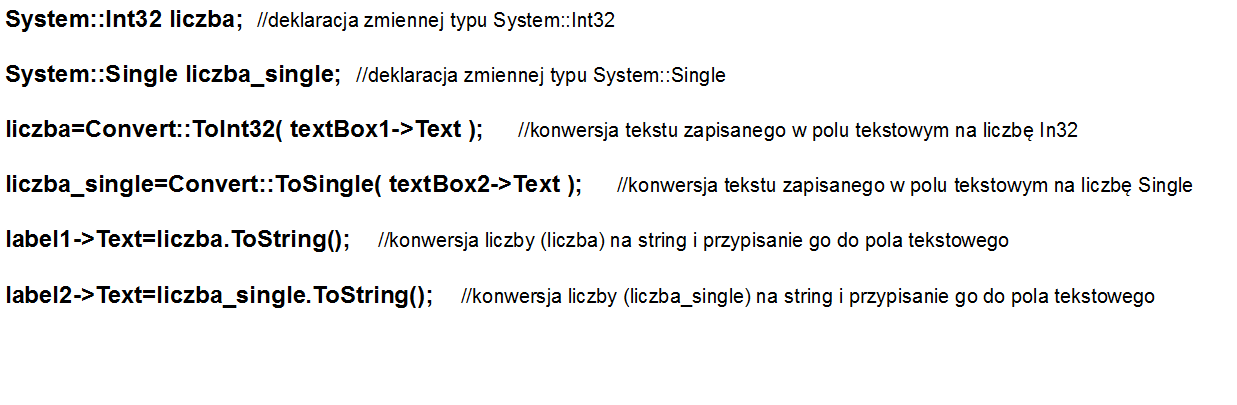 System::Int32 liczba; //deklaracja zmiennej typu System::Int32
System::Single liczba_single; //deklaracja zmiennej typu System::Single
liczba=Convert::ToInt32( textBox1->Text ); //konwersja tekstu zapisanego w polu tekstowym na liczbę In32
liczba_single=Convert::ToSingle( textBox2->Text ); //konwersja tekstu zapisanego w polu tekstowym na liczbę Single
label1->Text=liczba.ToString(); //konwersja liczby (liczba) na string i przypisanie go do pola tekstowego
label2->Text=liczba_single.ToString(); //konwersja liczby (liczba_single) na string i przypisanie go do pola tekstowego